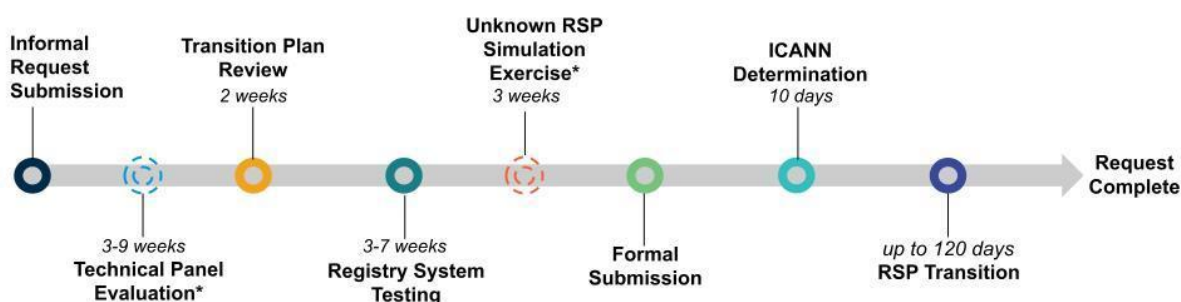 Informal
Request
Submission
3-9 weeks
Technical Panel
Evaluation*
Transition Plan
Review
2 weeks
3-7 weeks
Registry System
Testing
Unknown RSP
Simulation
Exercise*
3 weeks
Formal
Submission
ICANN
Determination
10 days
up to 120 days
RSP Transition
Request
Complete